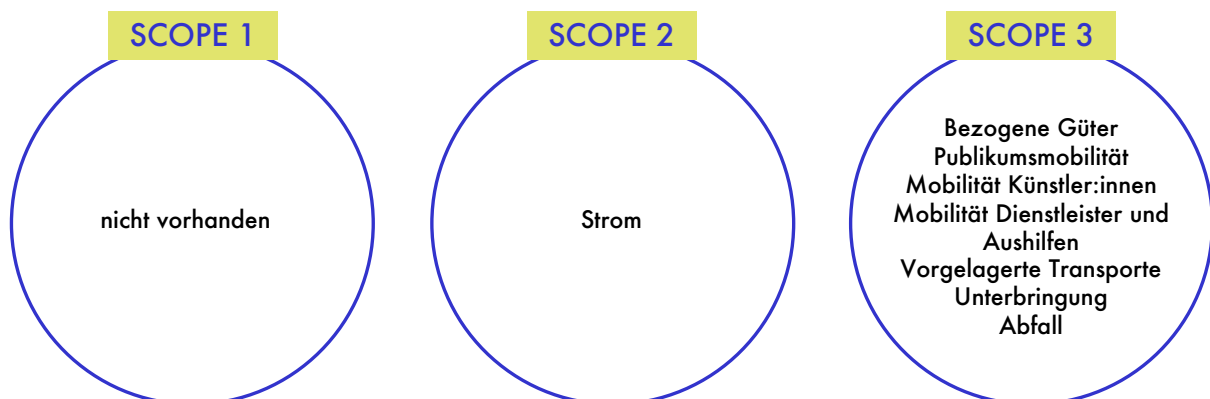 SCOPE 1
nicht vorhanden
SCOPE 2
Strom
SCOPE 3
Bezogene Güter
Publikumsmobilität
Mobilität Künstler:innen
Mobilität Dienstleister und
Aushilfen
Vorgelagerte Transporte
Unterbringung
Abfall